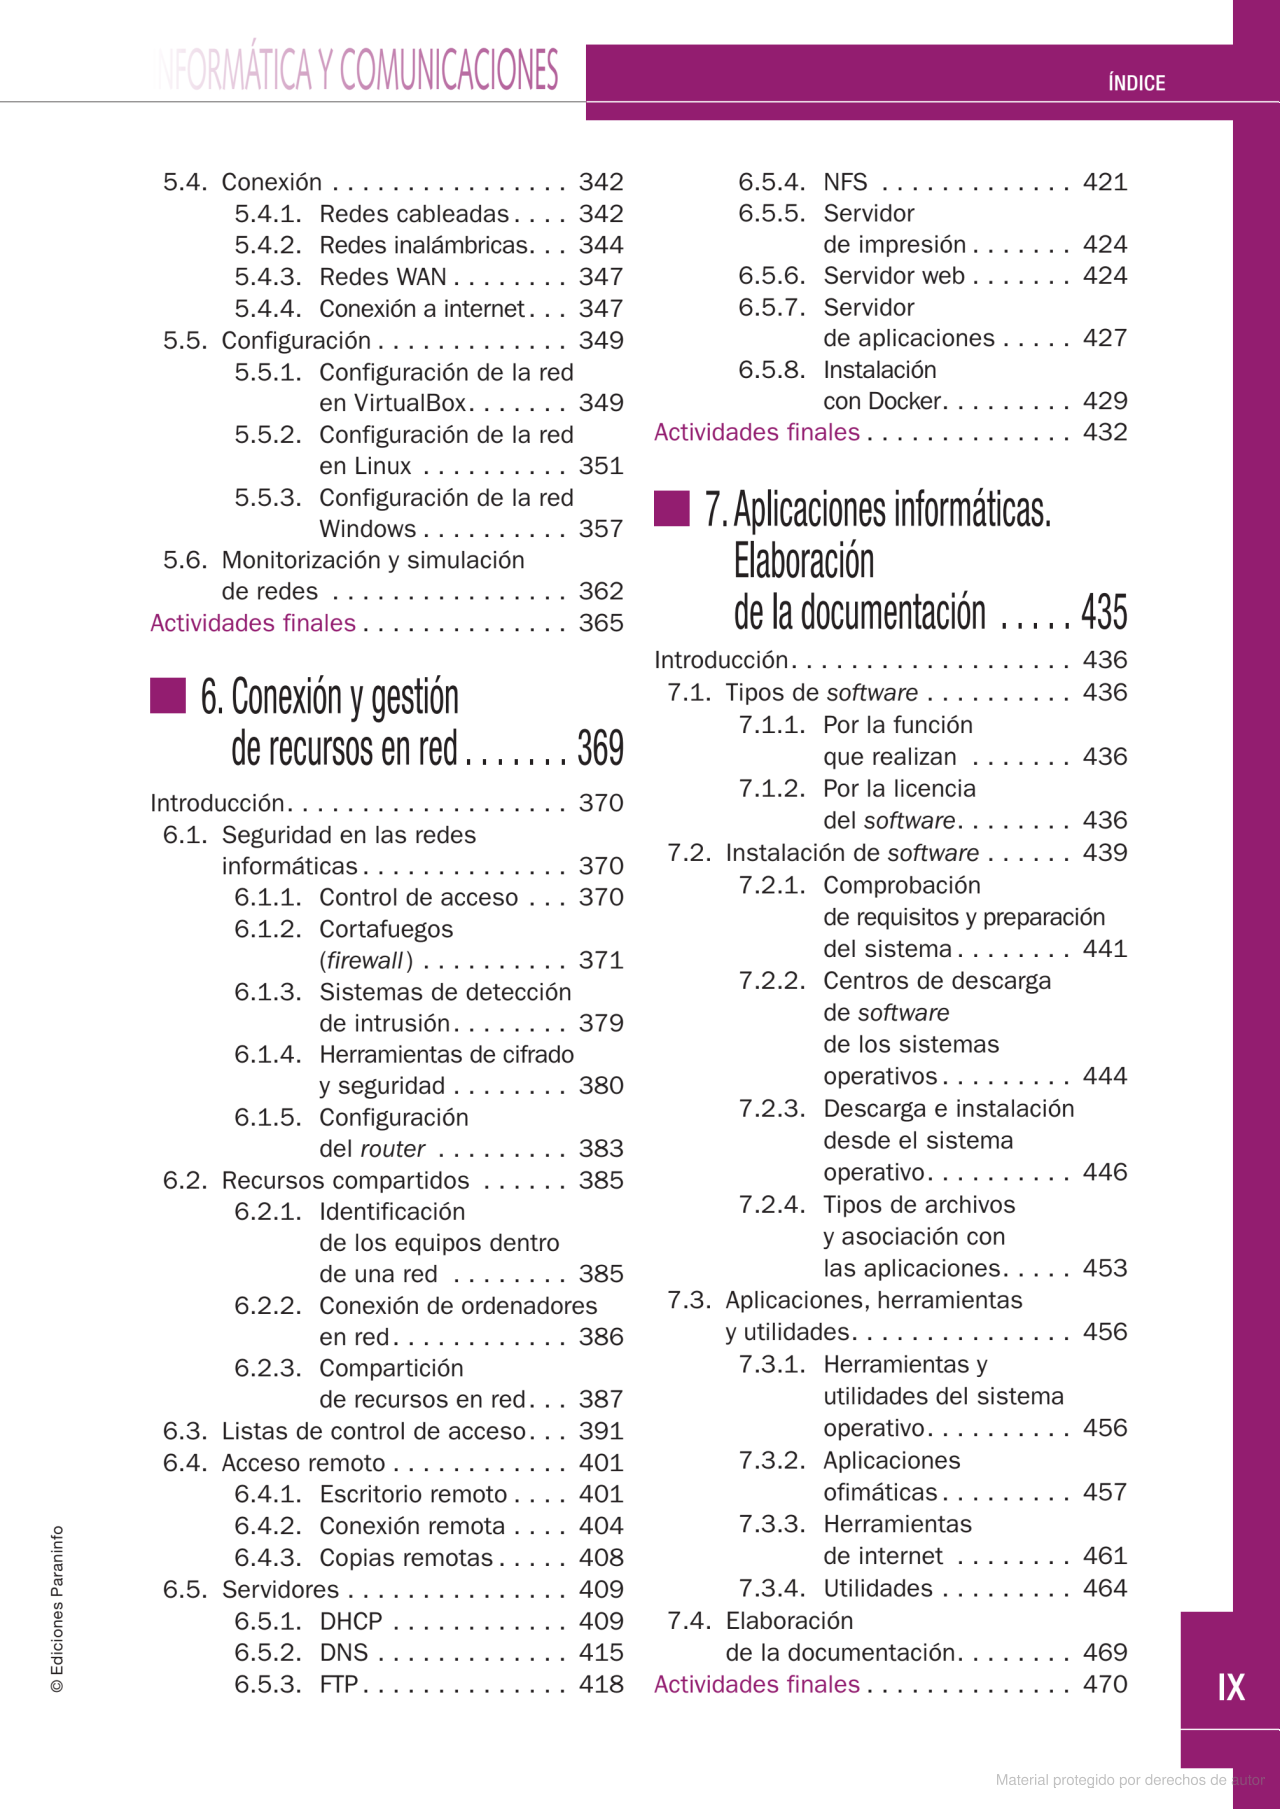 INFORMÁTICA Y COMUNICACIONES
ÍNDICE
5.4. Conexión . . . . . . . . . . . . . . . . 342
5.4.1. Redes cableadas . . . . 342
5.4.2. Redes inalámbricas. . . 344
5.4.3. Redes WAN . . . . . . . . 347
5.4.4. Conexión a internet . . . 347
5.5. Configuración . . . . . . . . . . . . . 349
5.5.1. Configuración de la red
en VirtualBox. . . . . . . 349
5.5.2. Configuración de la red
en Linux . . . . . . . . . . 351
5.5.3. Configuración de la red
Windows . . . . . . . . . . 357
5.6. Monitorización y simulación
de redes . . . . . . . . . . . . . . . . 362
Actividades finales . . . . . . . . . . . . . . 365
6. Conexión y gestión
de recursos en red . . . . . . . 369
Introducción. . . . . . . . . . . . . . . . . . . 370
6.1. Seguridad en las redes
informáticas . . . . . . . . . . . . . . 370
6.1.1. Control de acceso . . . 370
6.1.2. Cortafuegos
(firewall) . . . . . . . . . . 371
6.1.3. Sistemas de detección
de intrusión. . . . . . . . 379
6.1.4. Herramientas de cifrado
y seguridad . . . . . . . . 380
6.1.5. Configuración
del router . . . . . . . . . 383
6.2. Recursos compartidos . . . . . . 385
6.2.1. Identificación
de los equipos dentro
de una red . . . . . . . . 385
6.2.2. Conexión de ordenadores
en red. . . . . . . . . . . . 386
6.2.3. Compartición
de recursos en red. . . 387
6.3. Listas de control de acceso. . . 391
6.4. Acceso remoto . . . . . . . . . . . . 401
6.4.1. Escritorio remoto . . . . 401
6.4.2. Conexión remota . . . . 404
6.4.3. Copias remotas . . . . . 408
6.5. Servidores . . . . . . . . . . . . . . . 409
6.5.1. DHCP . . . . . . . . . . . . 409
6.5.2. DNS . . . . . . . . . . . . . 415
6.5.3. FTP. . . . . . . . . . . . . . 418
6.5.4. NFS . . . . . . . . . . . . . 421
6.5.5. Servidor
de impresión . . . . . . . 424
6.5.6. Servidor web . . . . . . . 424
6.5.7. Servidor
de aplicaciones . . . . . 427
6.5.8. Instalación
con Docker. . . . . . . . . 429
Actividades finales . . . . . . . . . . . . . . 432
7. Aplicaciones informáticas.
Elaboración
de la documentación . . . . . 435
Introducción. . . . . . . . . . . . . . . . . . . 436
7.1. Tipos de software . . . . . . . . . . 436
7.1.1. Por la función
que realizan . . . . . . . 436
7.1.2. Por la licencia
del software. . . . . . . . 436
7.2. Instalación de software . . . . . . 439
7.2.1. Comprobación
de requisitos y preparación
del sistema . . . . . . . . 441
7.2.2. Centros de descarga
de software
de los sistemas
operativos . . . . . . . . . 444
7.2.3. Descarga e instalación
desde el sistema
operativo. . . . . . . . . . 446
7.2.4. Tipos de archivos
y asociación con
las aplicaciones. . . . . 453
7.3. Aplicaciones, herramientas
y utilidades. . . . . . . . . . . . . . . 456
7.3.1. Herramientas y
utilidades del sistema
operativo. . . . . . . . . . 456
7.3.2. Aplicaciones
ofimáticas . . . . . . . . . 457
7.3.3. Herramientas
de internet . . . . . . . . 461
7.3.4. Utilidades . . . . . . . . . 464
7.4. Elaboración
de la documentación. . . . . . . . 469
Actividades finales . . . . . . . . . . . . . . 470
© Ediciones Paraninfo
IX
Material protegido por derechos de autor